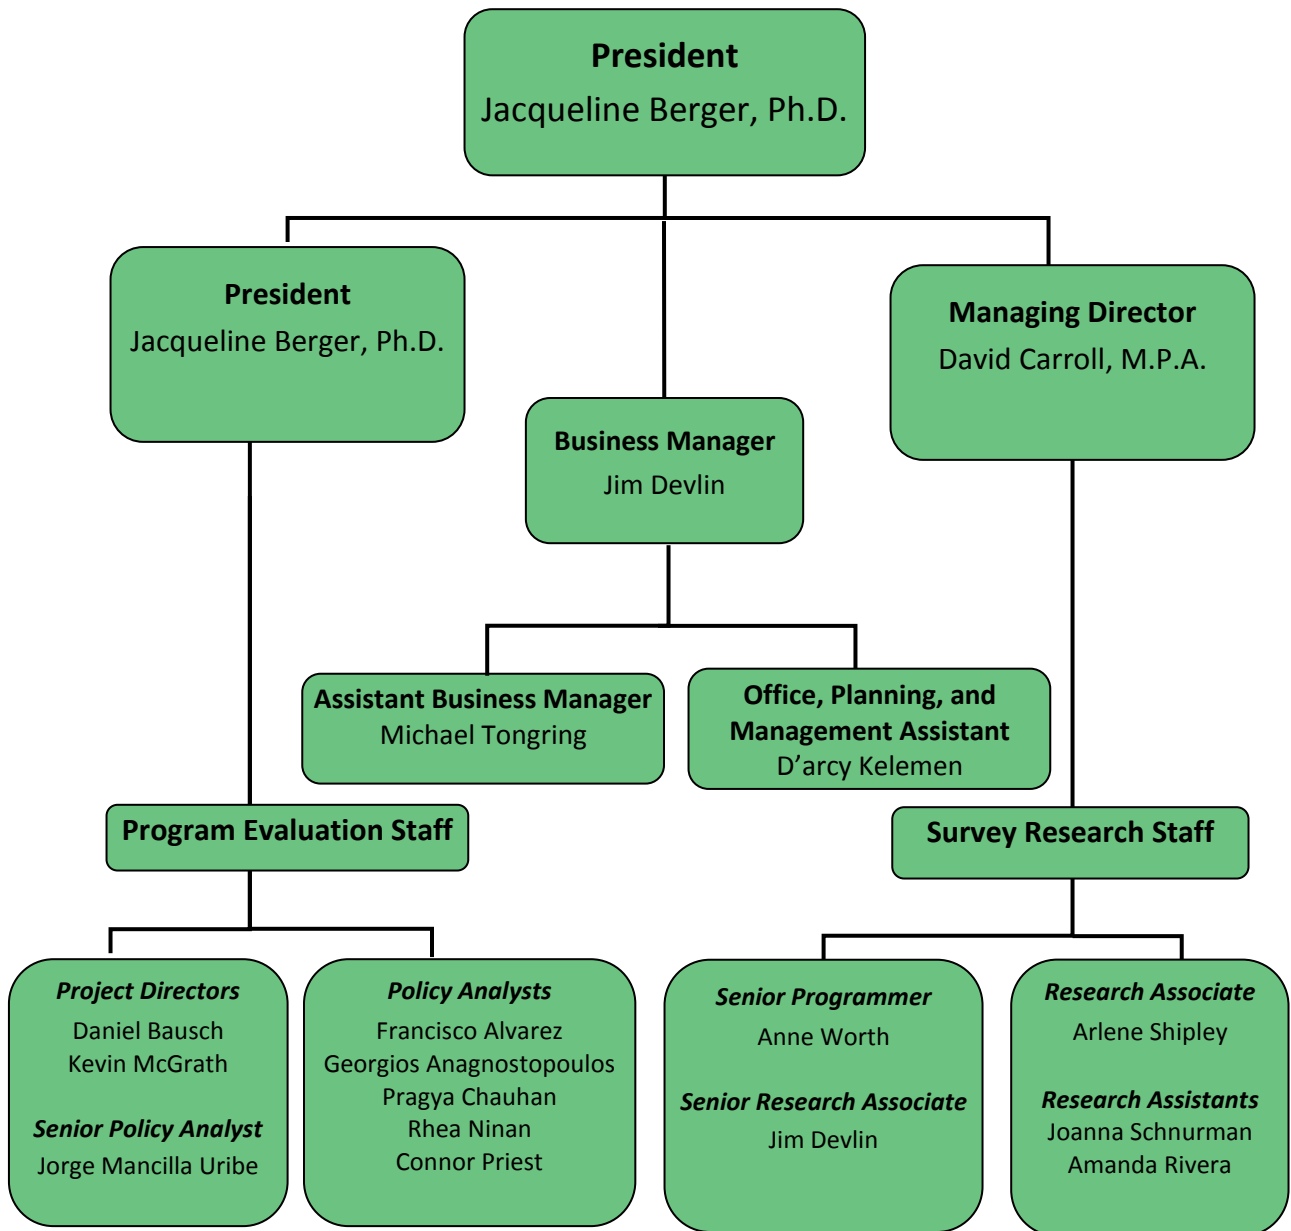 President
Jacqueline Berger, Ph.D.
President
Jacqueline Berger, Ph.D.
Managing Director
David Carroll, M.P.A.
Business Manager
Jim Devlin
Assistant Business Manager
Michael Tongring
Office, Planning, and
Management Assistant
D’arcy Kelemen
Program Evaluation Staff
Survey Research Staff
Project Directors
Daniel Bausch
Kevin McGrath
Senior Policy Analyst
Jorge Mancilla Uribe
Policy Analysts
Francisco Alvarez
Georgios Anagnostopoulos
Pragya Chauhan
Rhea Ninan
Connor Priest
Senior Programmer
Anne Worth
Senior Research Associate
Jim Devlin
Research Associate
Arlene Shipley
Research Assistants
Joanna Schnurman
Amanda Rivera